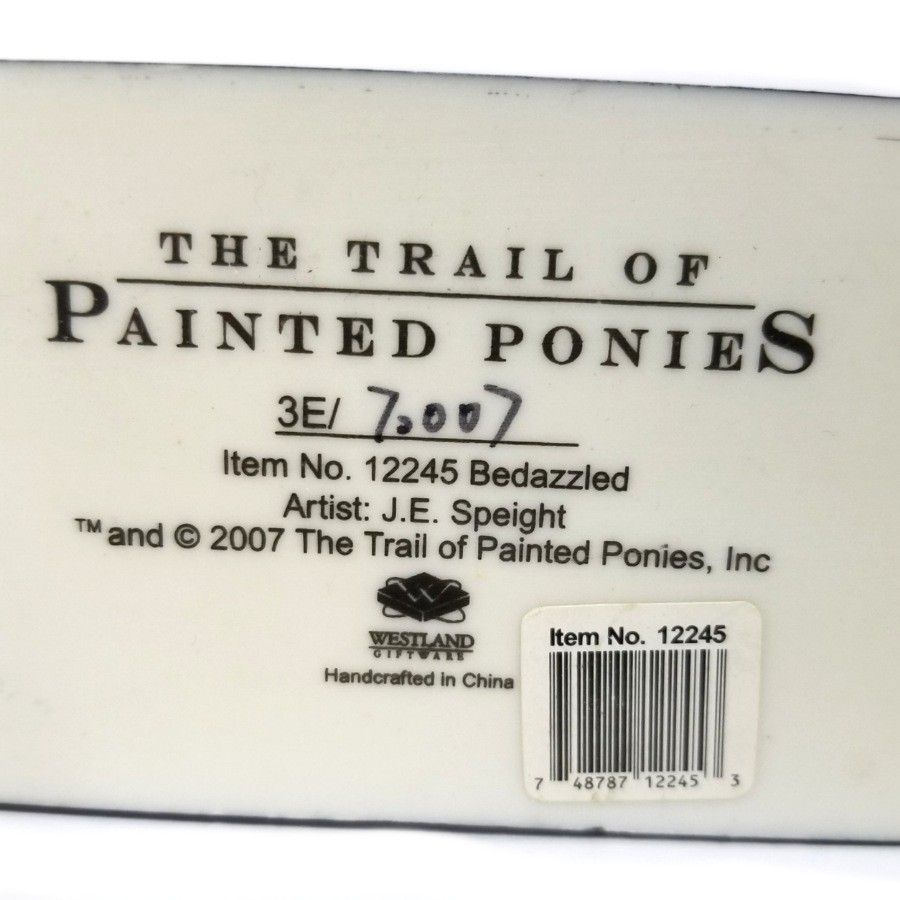 THE TRAIL OF
PAINTED PONIES
3E/ 7,007
Item No. 12245 Bedazzled
Artist: J.E. Speight
™ and © 2007 The Trail of Painted Ponies, Inc
WESTLAND
GIFTWARE
Handcrafted in China
Item No. 12245
7 48787 12245 3